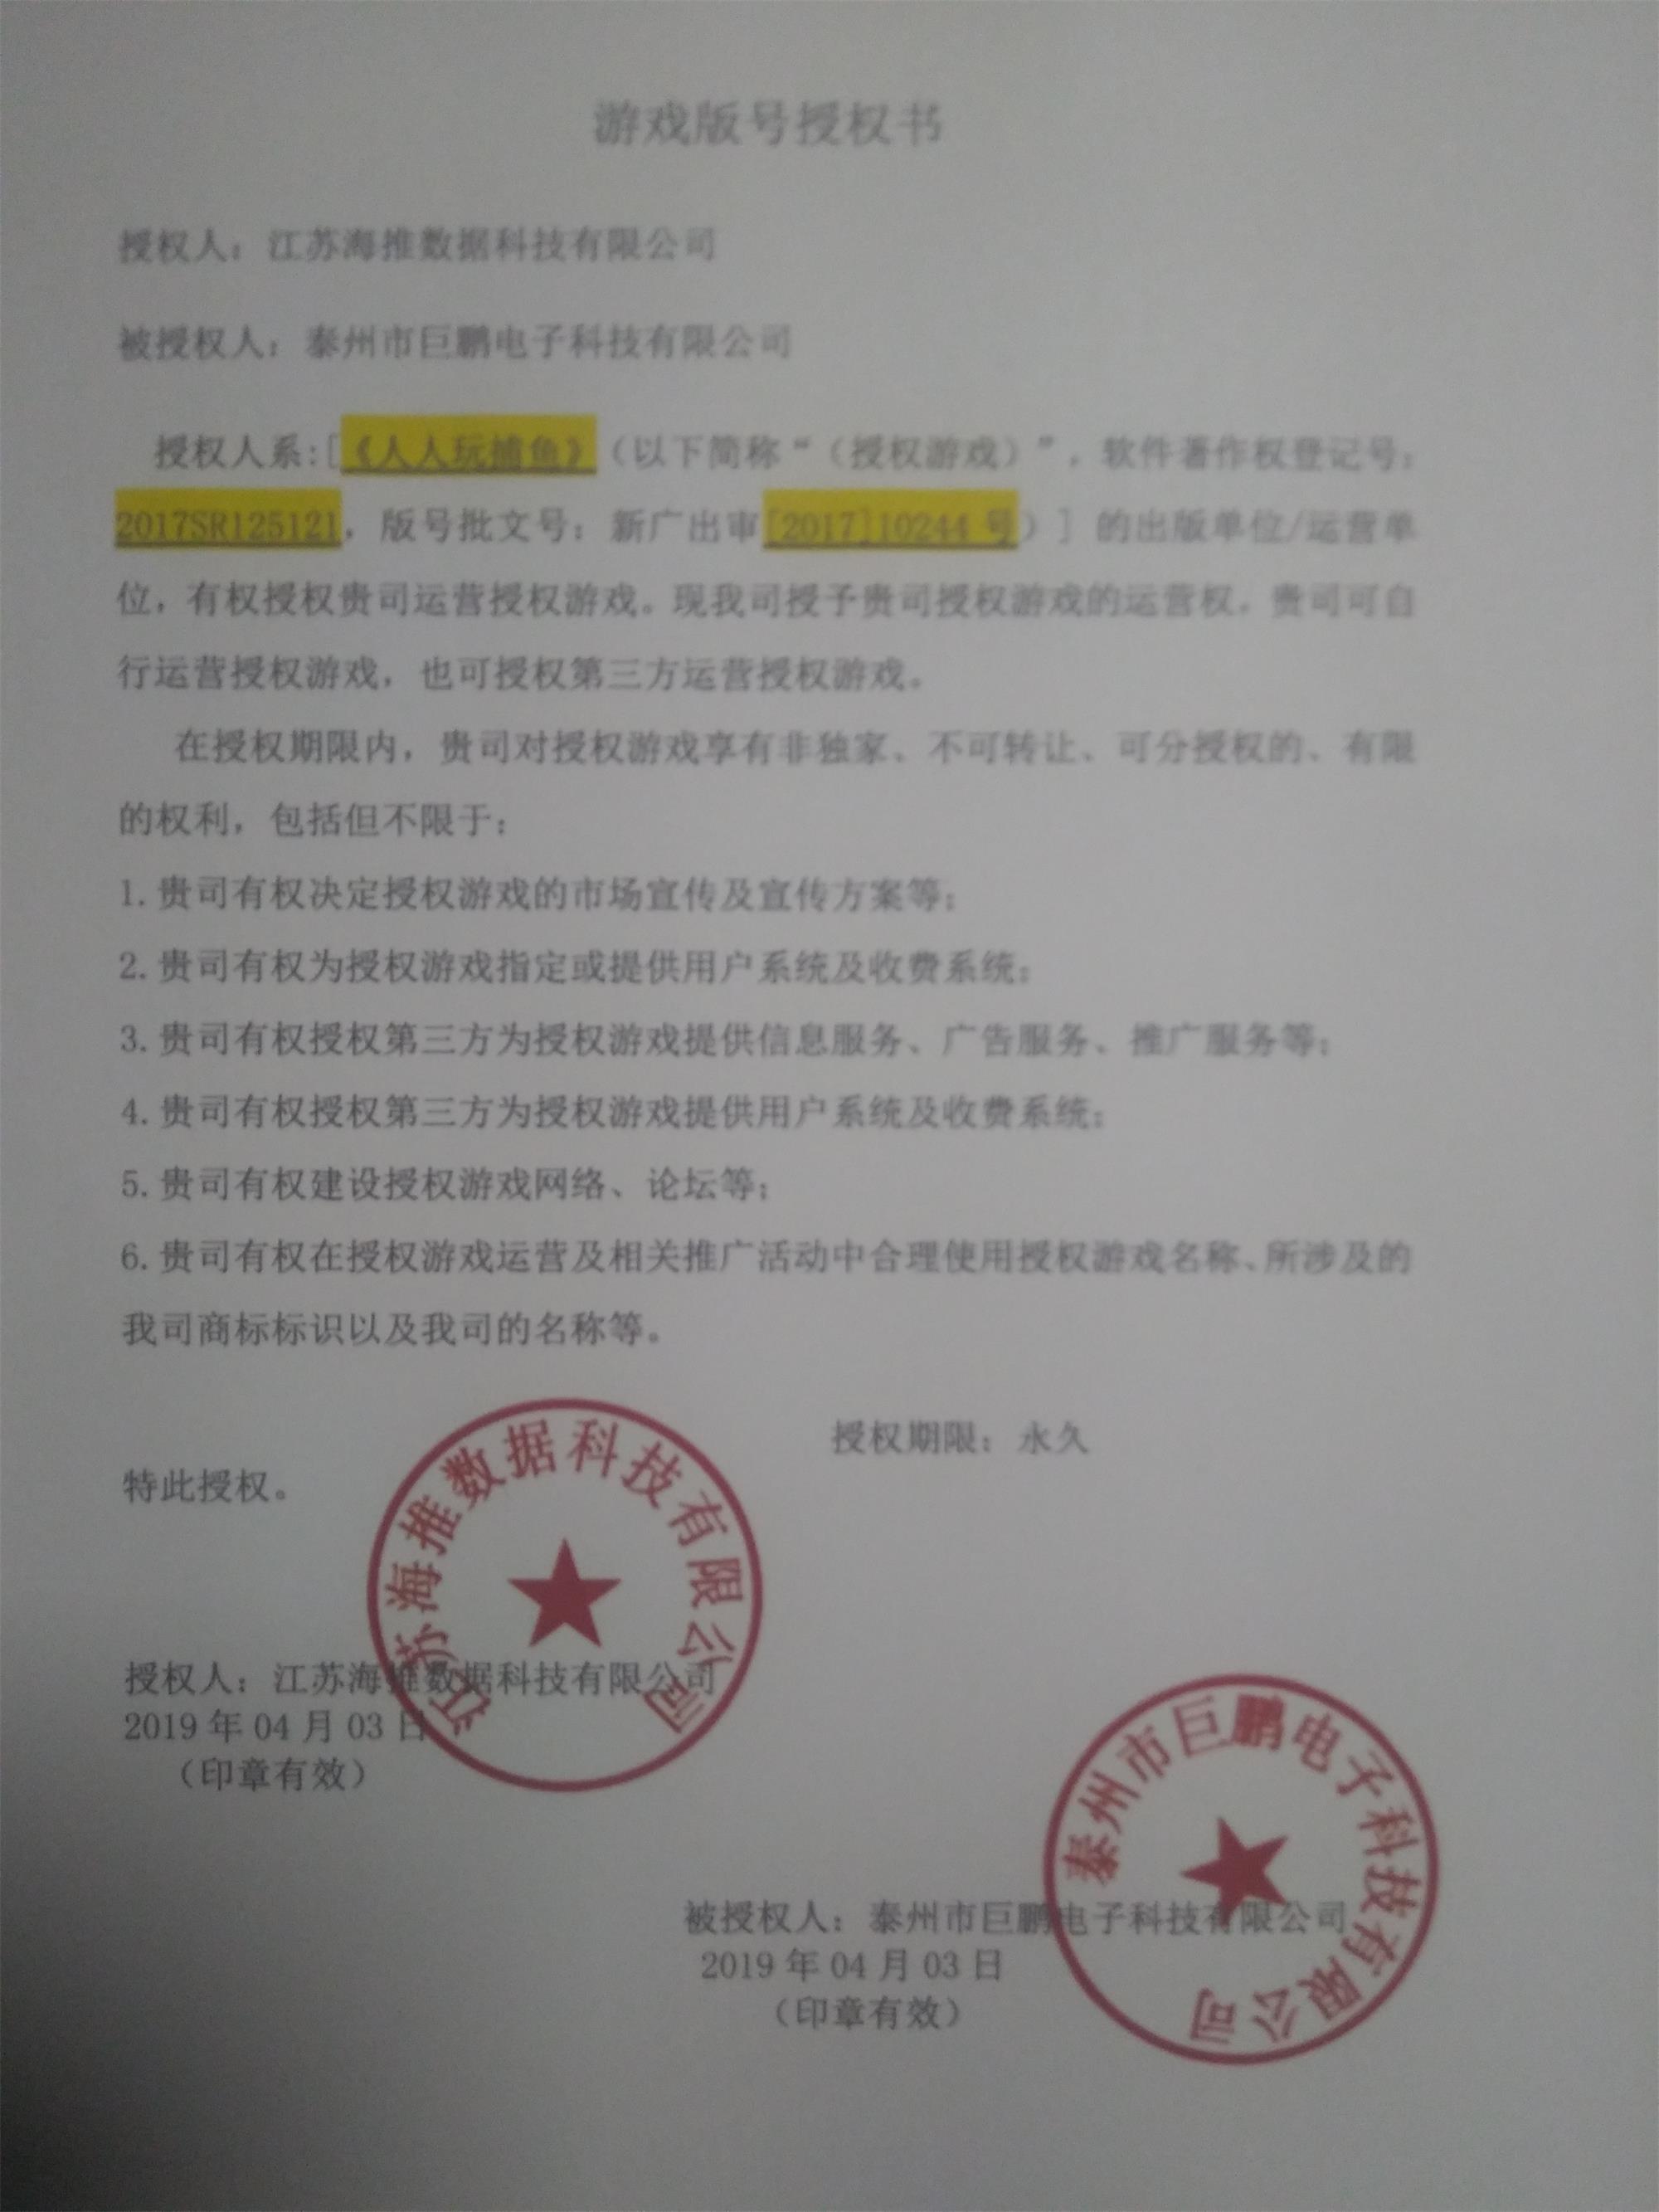 游戏版号授权书
授权人：江苏海推数据科技有限公司
被授权人：泰州市巨鹏电子科技有限公司
授权人系:[《人人玩捕鱼》（以下简称“（授权游戏）”，软件著作权登记号：
2017SR125121，版号批文号：新广出审[2017]10244 号）] 的出版单位/运营单
位，有权授权贵司运营授权游戏。现我司授予贵司授权游戏的运营权，贵司可自
行运营授权游戏，也可授权第三方运营授权游戏。
在授权期限内，贵司对授权游戏享有非独家、不可转让、可分授权的、有限
的权利，包括但不限于：
1.贵司有权决定授权游戏的市场宣传及宣传方案等；
2.贵司有权为授权游戏指定或提供用户系统及收费系统；
3.贵司有权授权第三方为授权游戏提供信息服务、广告服务、推广服务等；
4.贵司有权授权第三方为授权游戏提供用户系统及收费系统；
5.贵司有权建设授权游戏网络、论坛等；
6.贵司有权在授权游戏运营及相关推广活动中合理使用授权游戏名称、所涉及的
我司商标标识以及我司的名称等。
授权期限：永久
特此授权。
江苏海推数据科技有限公司
授权人：江苏海推数据科技有限公司
2019 年 04 月 03 日
（印章有效）
泰州市巨鹏电子科技有限公司
被授权人：泰州市巨鹏电子科技有限公司
2019 年 04 月 03 日
（印章有效）